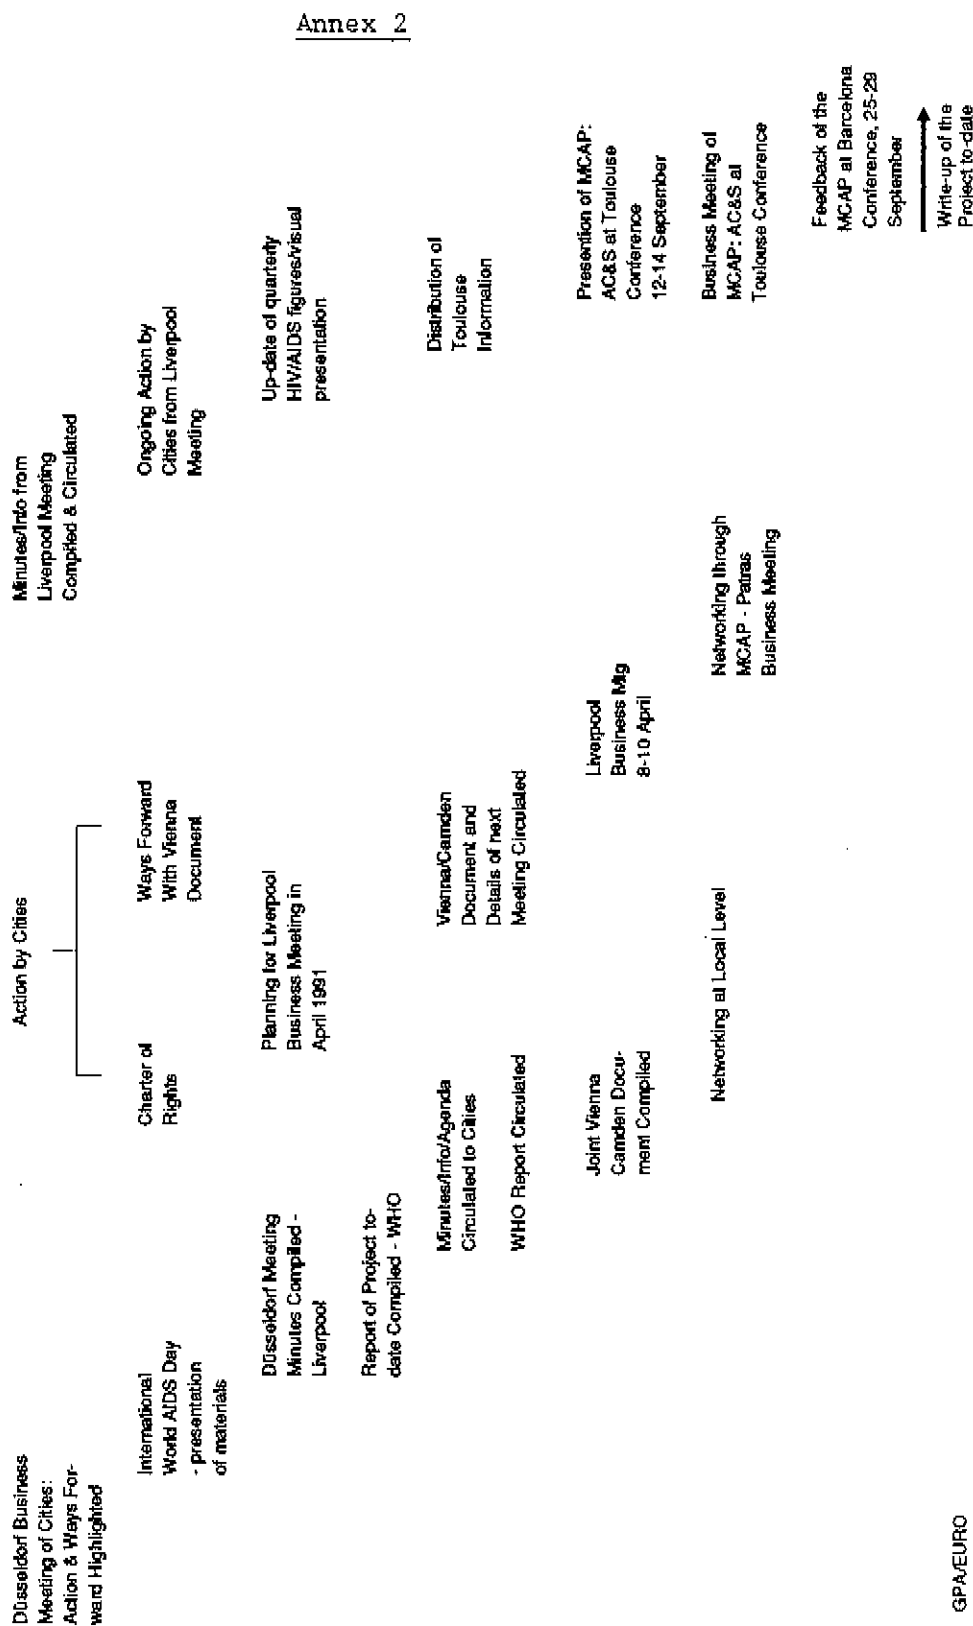 Annex 2
Düsseldorf Business
Meeting of Cities:
Action & Ways For-
ward Highlighted
Action by Cities
Minutes/Info from
Liverpool Meeting
Compiled & Circulated
International
World AIDS Day
- presentation
of materials
Charter of
Rights
Ways Forward
With Vienna
Document
Ongoing Action by
Cities from Liverpool
Meeting
Düsseldorf Meeting
Minutes Compiled -
Liverpool
Planning for Liverpool
Business Meeting in
April 1991
Up-date of quarterly
HIV/AIDS figures/visual
presentation
Report of Project to-
date Compiled - WHO
Minutes/Info/Agenda
Circulated to Cities
WHO Report Circulated
Vienna/Camden
Document and
Details of next
Meeting Circulated
Distribution of
Toulouse
Information
Joint Vienna
Camden Docu-
ment Compiled
Liverpool
Business Mtg
8-10 April
Presention of MCAP:
AC&S at Toulouse
Conference
12-14 September
Networking at Local Level
Networking through
MCAP - Patras
Business Meeting
Business Meeting of
MCAP: AC&S at
Toulouse Conference
Feedback of the
MCAP at Barcelona
Conference, 25-29
September
Write-up of the
Project to-date
GPA/EURO